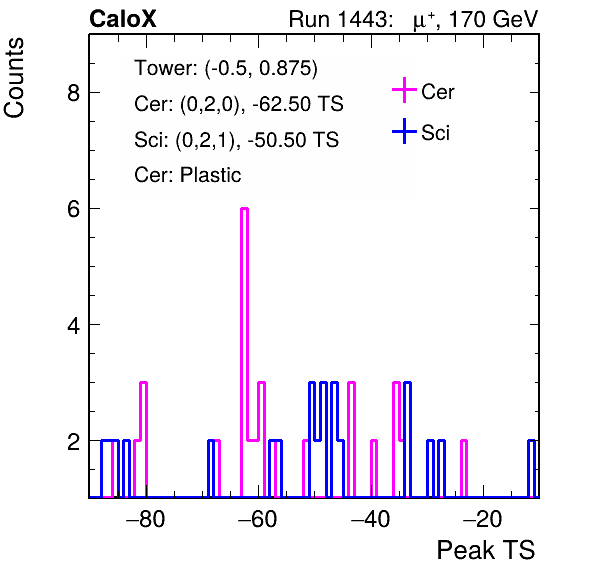 CaloX Run 1443: μ⁺, 170 GeV
Counts
Tower: (-0.5, 0.875)
Cer: (0,2,0), -62.50 TS
Sci: (0,2,1), -50.50 TS
Cer: Plastic
Cer
Sci
8
6
4
2
−80 −60 −40 −20
Peak TS